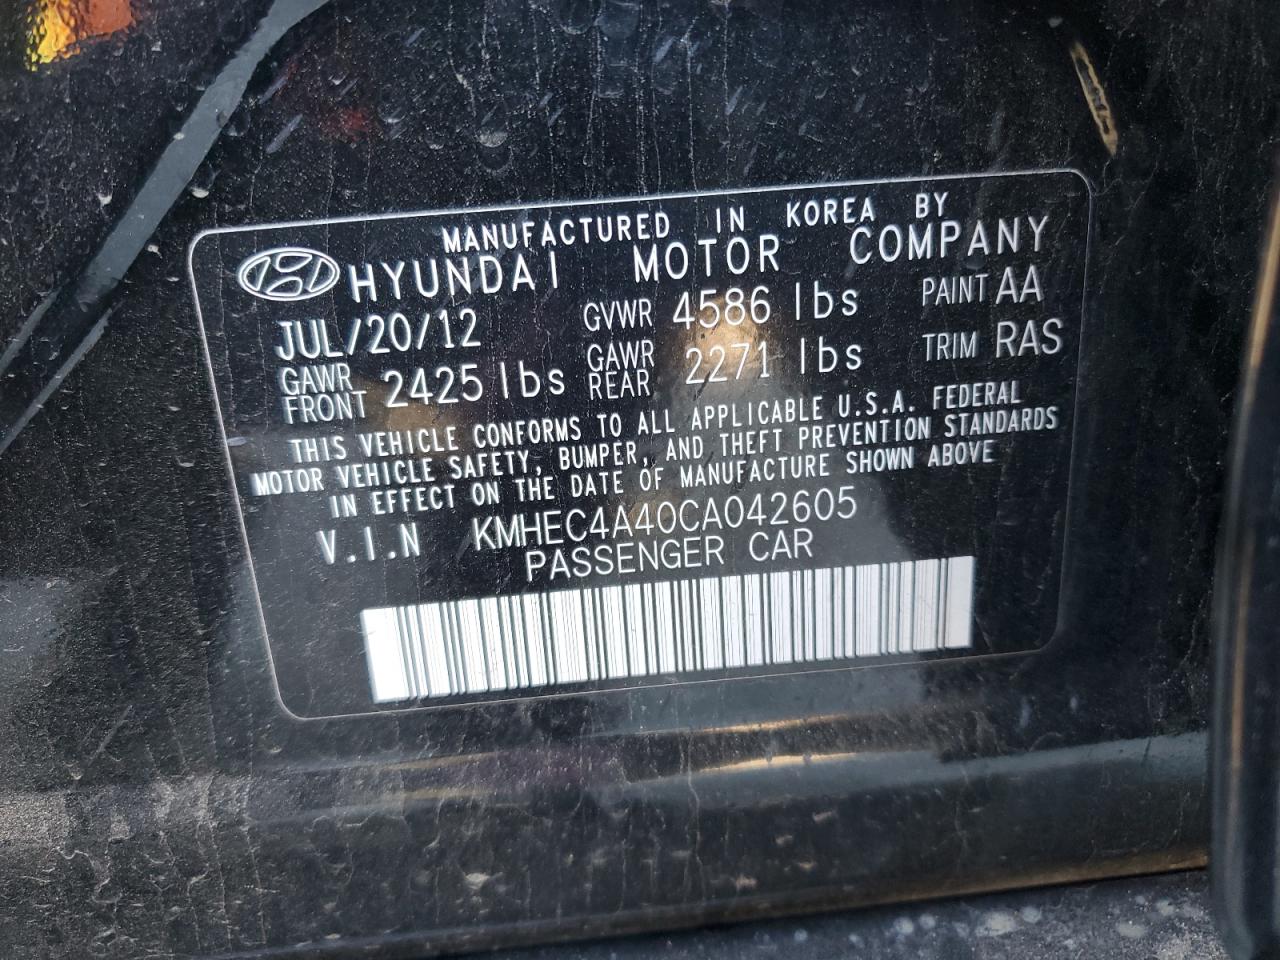 MANUFACTURED IN KOREA BY
HYUNDAI MOTOR COMPANY
JUL/20/12 GVWR 4586 lbs PAINT AA
GAWR FRONT 2425 lbs GAWR REAR 2271 lbs TRIM RAS
THIS VEHICLE CONFORMS TO ALL APPLICABLE U.S.A. FEDERAL
MOTOR VEHICLE SAFETY, BUMPER, AND THEFT PREVENTION STANDARDS
IN EFFECT ON THE DATE OF MANUFACTURE SHOWN ABOVE
V.I.N KMHEC4A40CA042605
PASSENGER CAR